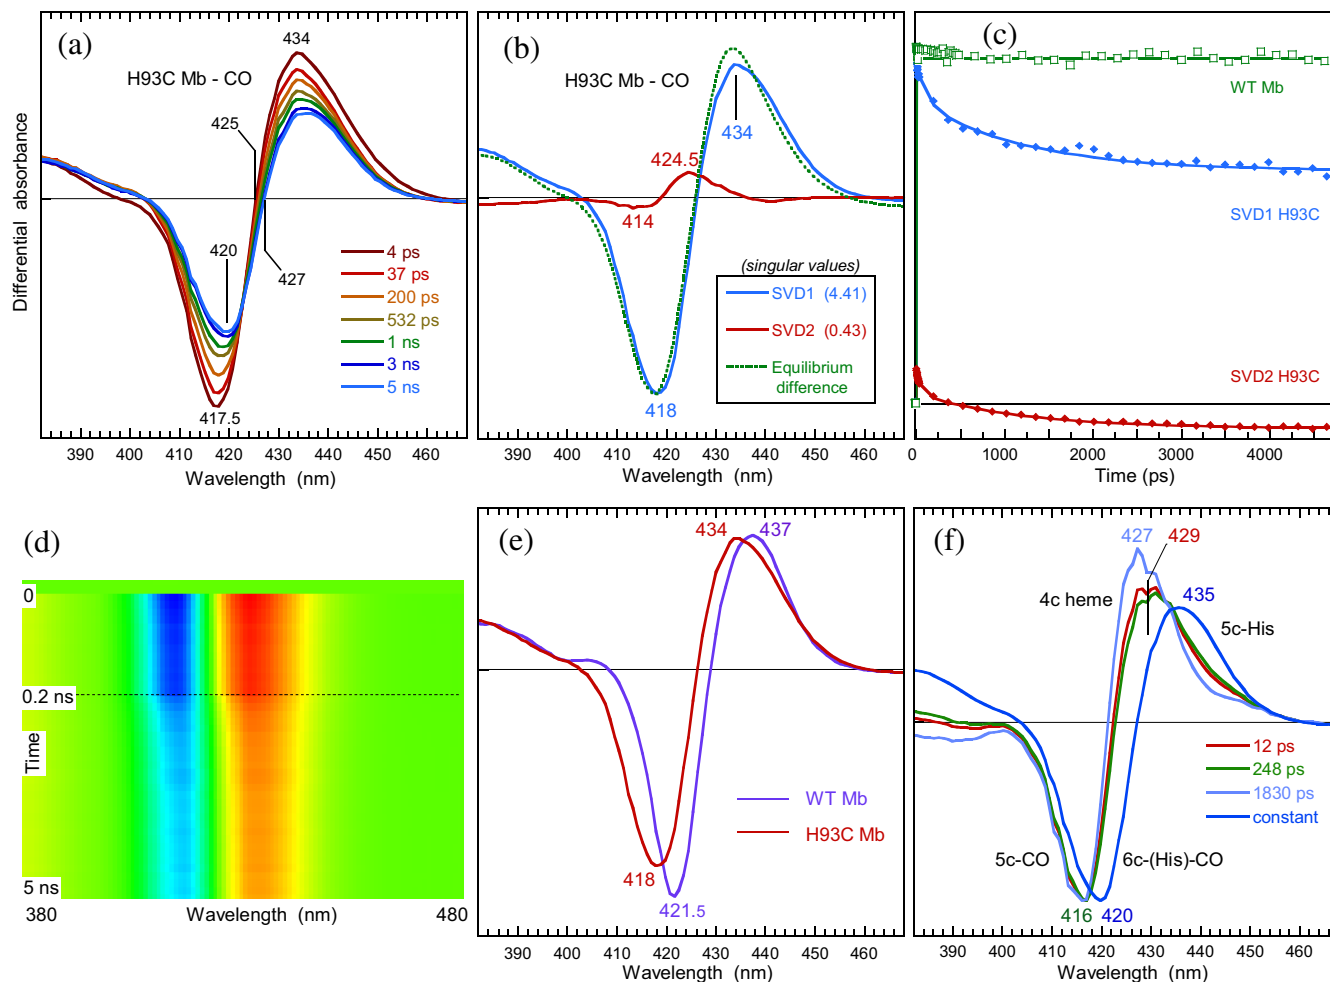 (a)
434
H93C Mb - CO
425
420
427
417.5
4 ps
37 ps
200 ps
532 ps
1 ns
3 ns
5 ns
Differential absorbance
390 400 410 420 430 440 450 460
Wavelength (nm)
(b)
H93C Mb - CO
434
424.5
414
418
(singular values)
SVD1 (4.41)
SVD2 (0.43)
Equilibrium
difference
390 400 410 420 430 440 450 460
Wavelength (nm)
(c)
WT Mb
SVD1 H93C
SVD2 H93C
0 1000 2000 3000 4000
Time (ps)
(d)
0
0.2 ns
Time
5 ns
380 Wavelength (nm) 480
(e)
434 437
WT Mb
H93C Mb
418
421.5
390 400 410 420 430 440 450 460
Wavelength (nm)
(f)
427 429
4c heme
435
5c-His
12 ps
248 ps
1830 ps
constant
5c-CO
6c-(His)-CO
416 420
390 400 410 420 430 440 450 460
Wavelength (nm)